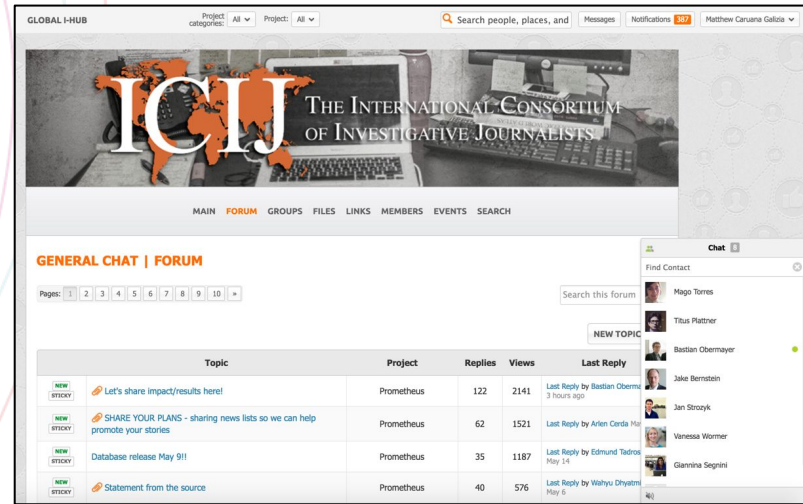 GLOBAL I-HUB
Project categories: All
Project: All
Search people, places, and
Messages
Notifications 387
Matthew Caruana Galizia
ICIJ
THE INTERNATIONAL CONSORTIUM
OF INVESTIGATIVE JOURNALISTS
MAIN FORUM GROUPS FILES LINKS MEMBERS EVENTS SEARCH
GENERAL CHAT | FORUM
Pages: 1 2 3 4 5 6 7 8 9 10 »
Search this forum
NEW TOPIC
Topic Project Replies Views Last Reply
NEW STICKY Let's share impact/results here! Prometheus 122 2141 Last Reply by Bastian Oberma
3 hours ago
NEW STICKY SHARE YOUR PLANS - sharing news lists so we can help
promote your stories Prometheus 62 1521 Last Reply by Arlen Cerda Ma
NEW STICKY Database release May 9!! Prometheus 35 1187 Last Reply by Edmund Tadros
May 14
NEW STICKY Statement from the source Prometheus 40 576 Last Reply by Wahyu Dhyatmi
May 6
Chat 8
Find Contact
Mago Torres
Titus Plattner
Bastian Obermayer
Jake Bernstein
Jan Strozyk
Vanessa Wormer
Giannina Segnini